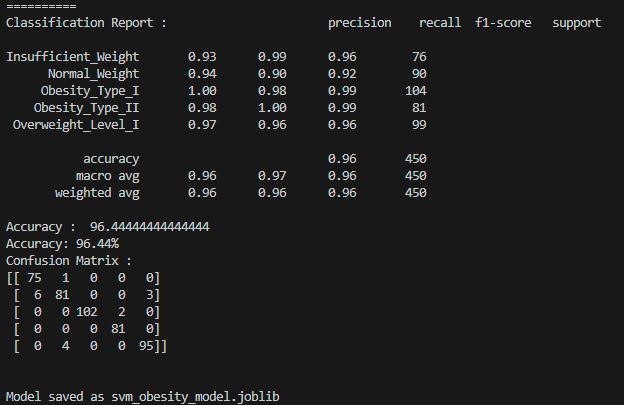 ==========
Classification Report :                       precision    recall  f1-score   support

Insufficient_Weight       0.93      0.99      0.96        76
      Normal_Weight       0.94      0.90      0.92        90
     Obesity_Type_I       1.00      0.98      0.99       104
    Obesity_Type_II       0.98      1.00      0.99        81
 Overweight_Level_I       0.97      0.96      0.96        99

           accuracy                           0.96       450
          macro avg       0.96      0.97      0.96       450
       weighted avg       0.96      0.96      0.96       450

Accuracy :  96.44444444444444
Accuracy: 96.44%
Confusion Matrix :
[[ 75   1   0   0   0]
 [  6  81   0   0   3]
 [  0   0 102   2   0]
 [  0   0   0  81   0]
 [  0   4   0   0  95]]

Model saved as svm_obesity_model.joblib